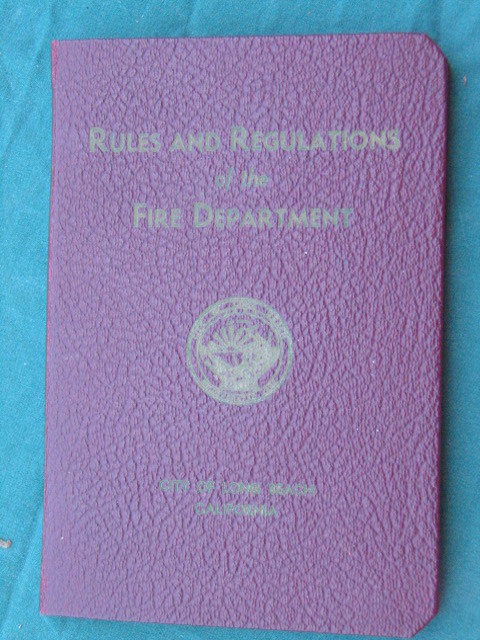 RULES AND REGULATIONS
of the
FIRE DEPARTMENT
CITY OF LONG BEACH
CALIFORNIA